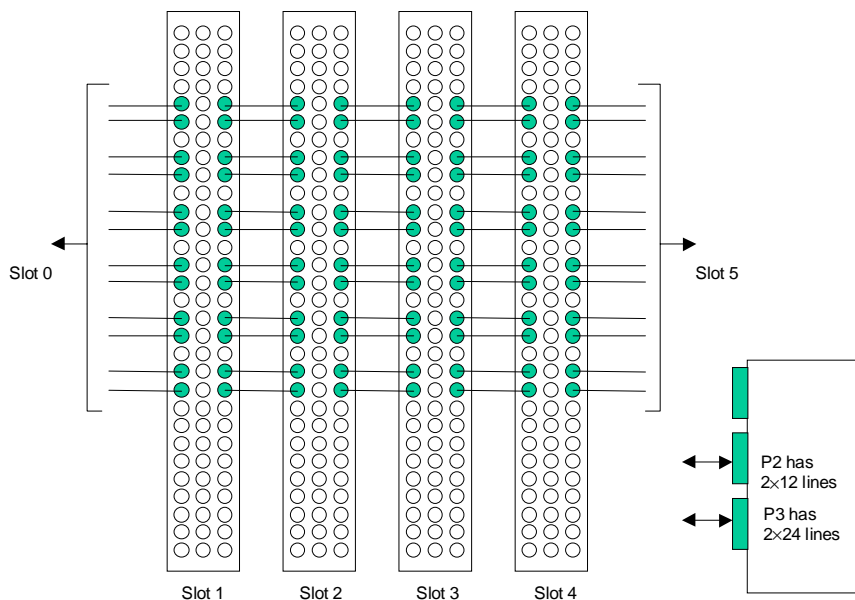 Slot 0
Slot 5
P2 has
2×12 lines
P3 has
2×24 lines
Slot 1
Slot 2
Slot 3
Slot 4